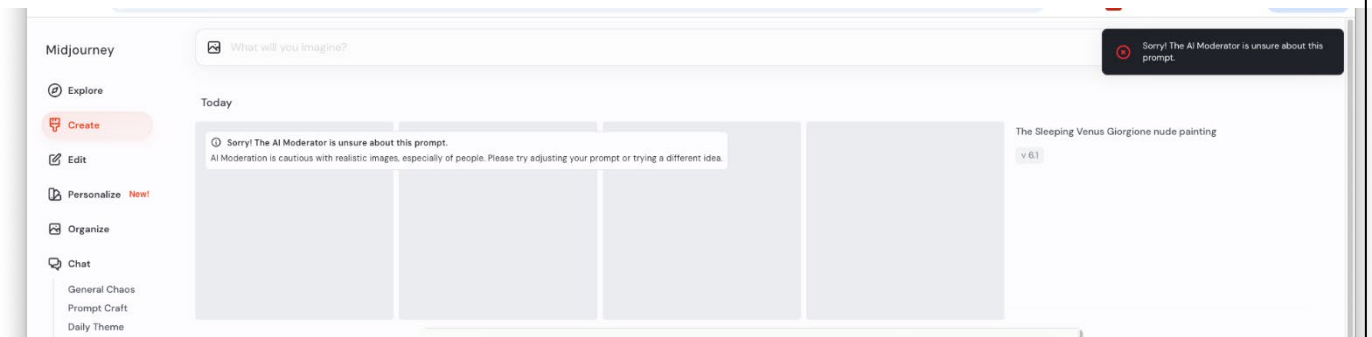 Midjourney
What will you imagine?
Sorry! The AI Moderator is unsure about this
prompt.
Explore
Create
Edit
Personalize New!
Organize
Chat
General Chaos
Prompt Craft
Daily Theme
Today
Sorry! The AI Moderator is unsure about this prompt.
AI Moderation is cautious with realistic images, especially of people. Please try adjusting your prompt or trying a different idea.
The Sleeping Venus Giorgione nude painting
v 6.1